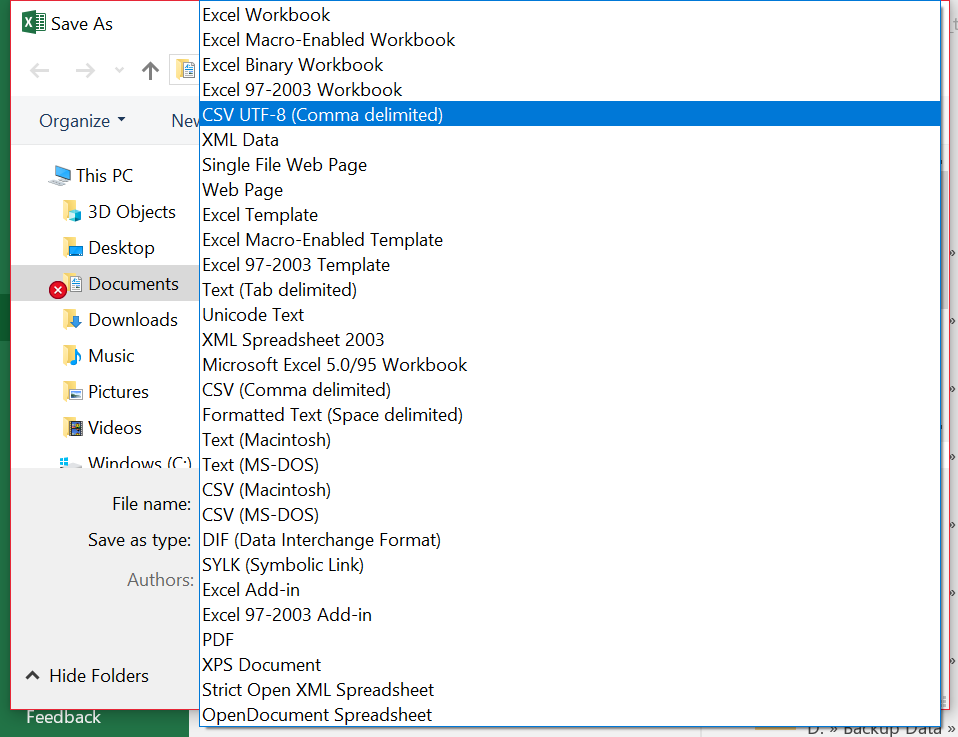 Save As
Organize
New
This PC
3D Objects
Desktop
Documents
Downloads
Music
Pictures
Videos
Windows (C:)
File name:
Save as type:
Authors:
Hide Folders
Feedback
Excel Workbook
Excel Macro-Enabled Workbook
Excel Binary Workbook
Excel 97-2003 Workbook
CSV UTF-8 (Comma delimited)
XML Data
Single File Web Page
Web Page
Excel Template
Excel Macro-Enabled Template
Excel 97-2003 Template
Text (Tab delimited)
Unicode Text
XML Spreadsheet 2003
Microsoft Excel 5.0/95 Workbook
CSV (Comma delimited)
Formatted Text (Space delimited)
Text (Macintosh)
Text (MS-DOS)
CSV (Macintosh)
CSV (MS-DOS)
DIF (Data Interchange Format)
SYLK (Symbolic Link)
Excel Add-in
Excel 97-2003 Add-in
PDF
XPS Document
Strict Open XML Spreadsheet
OpenDocument Spreadsheet
D: » Backup Data »